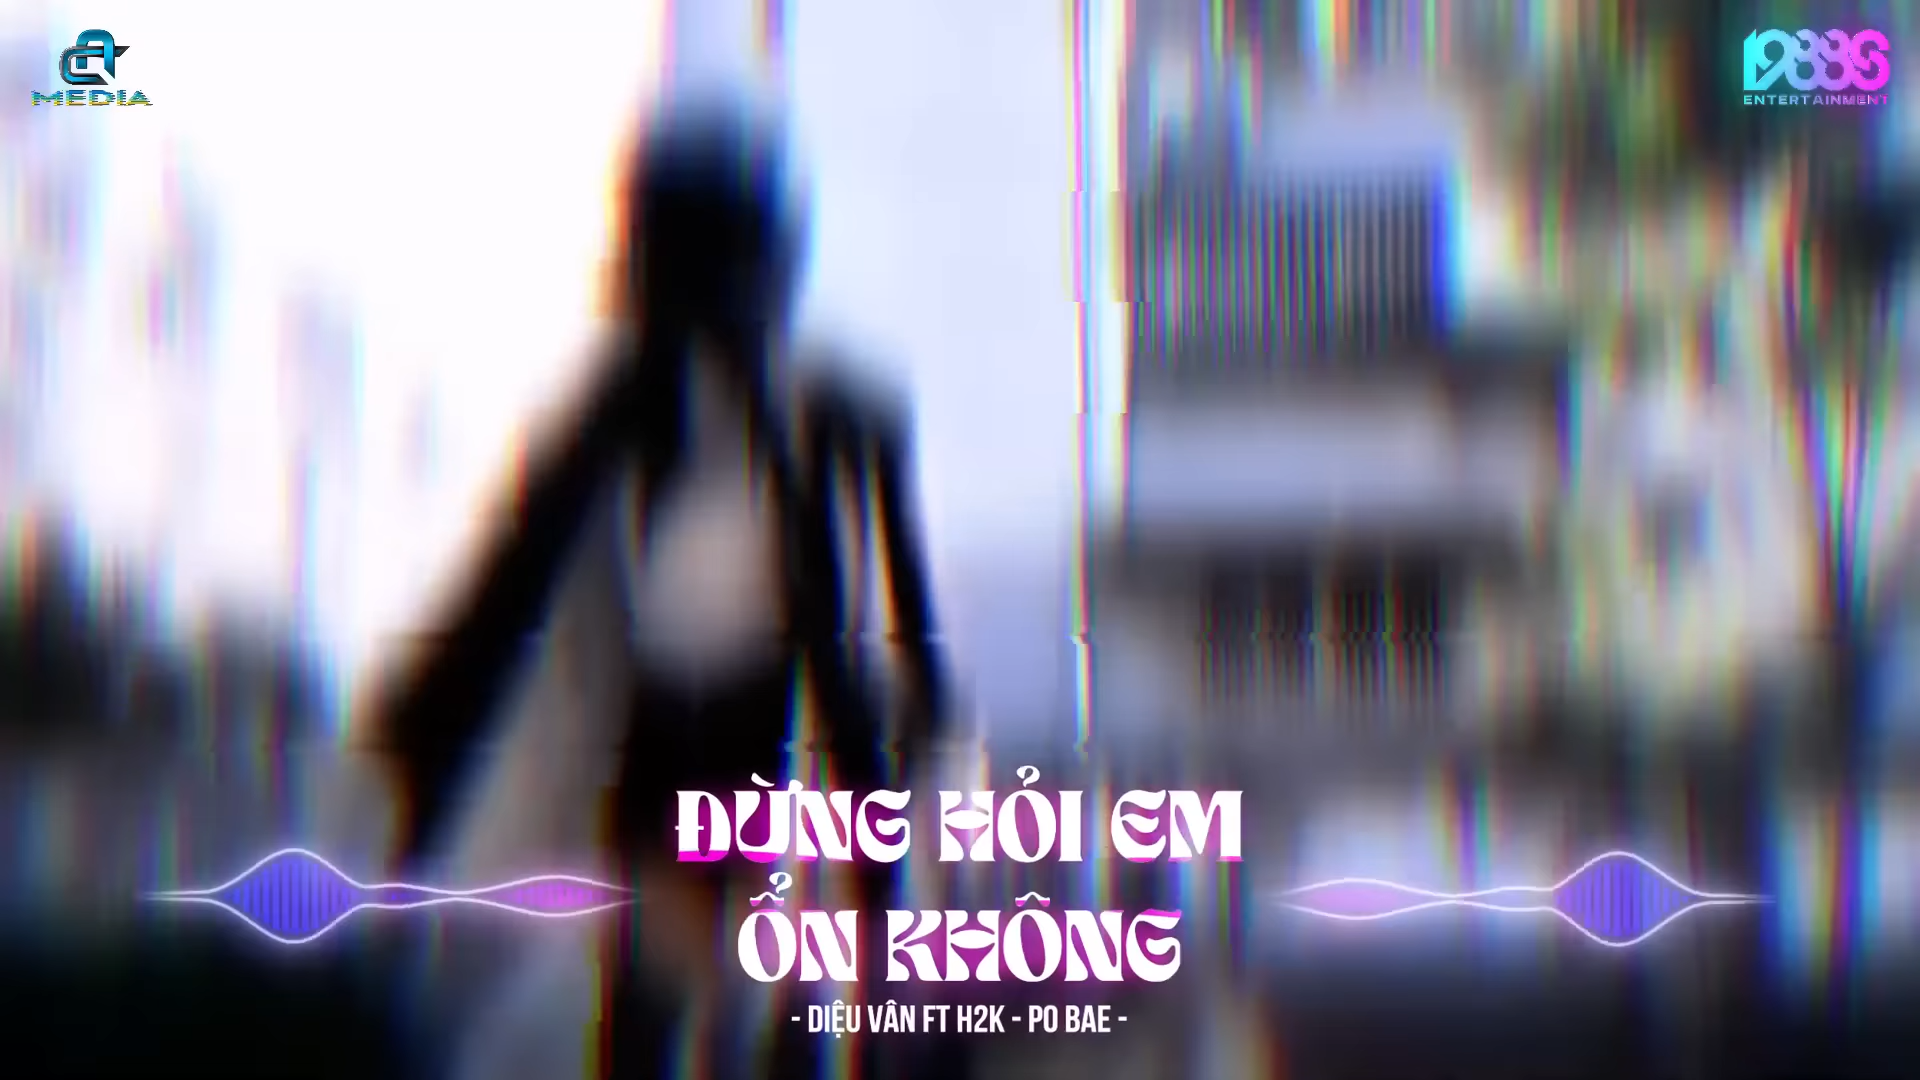 MEDIA
1988S
ENTERTAINMENT
ĐỪNG HỎI EM
ỔN KHÔNG
- DIỆU VÂN FT H2K - PO BAE -